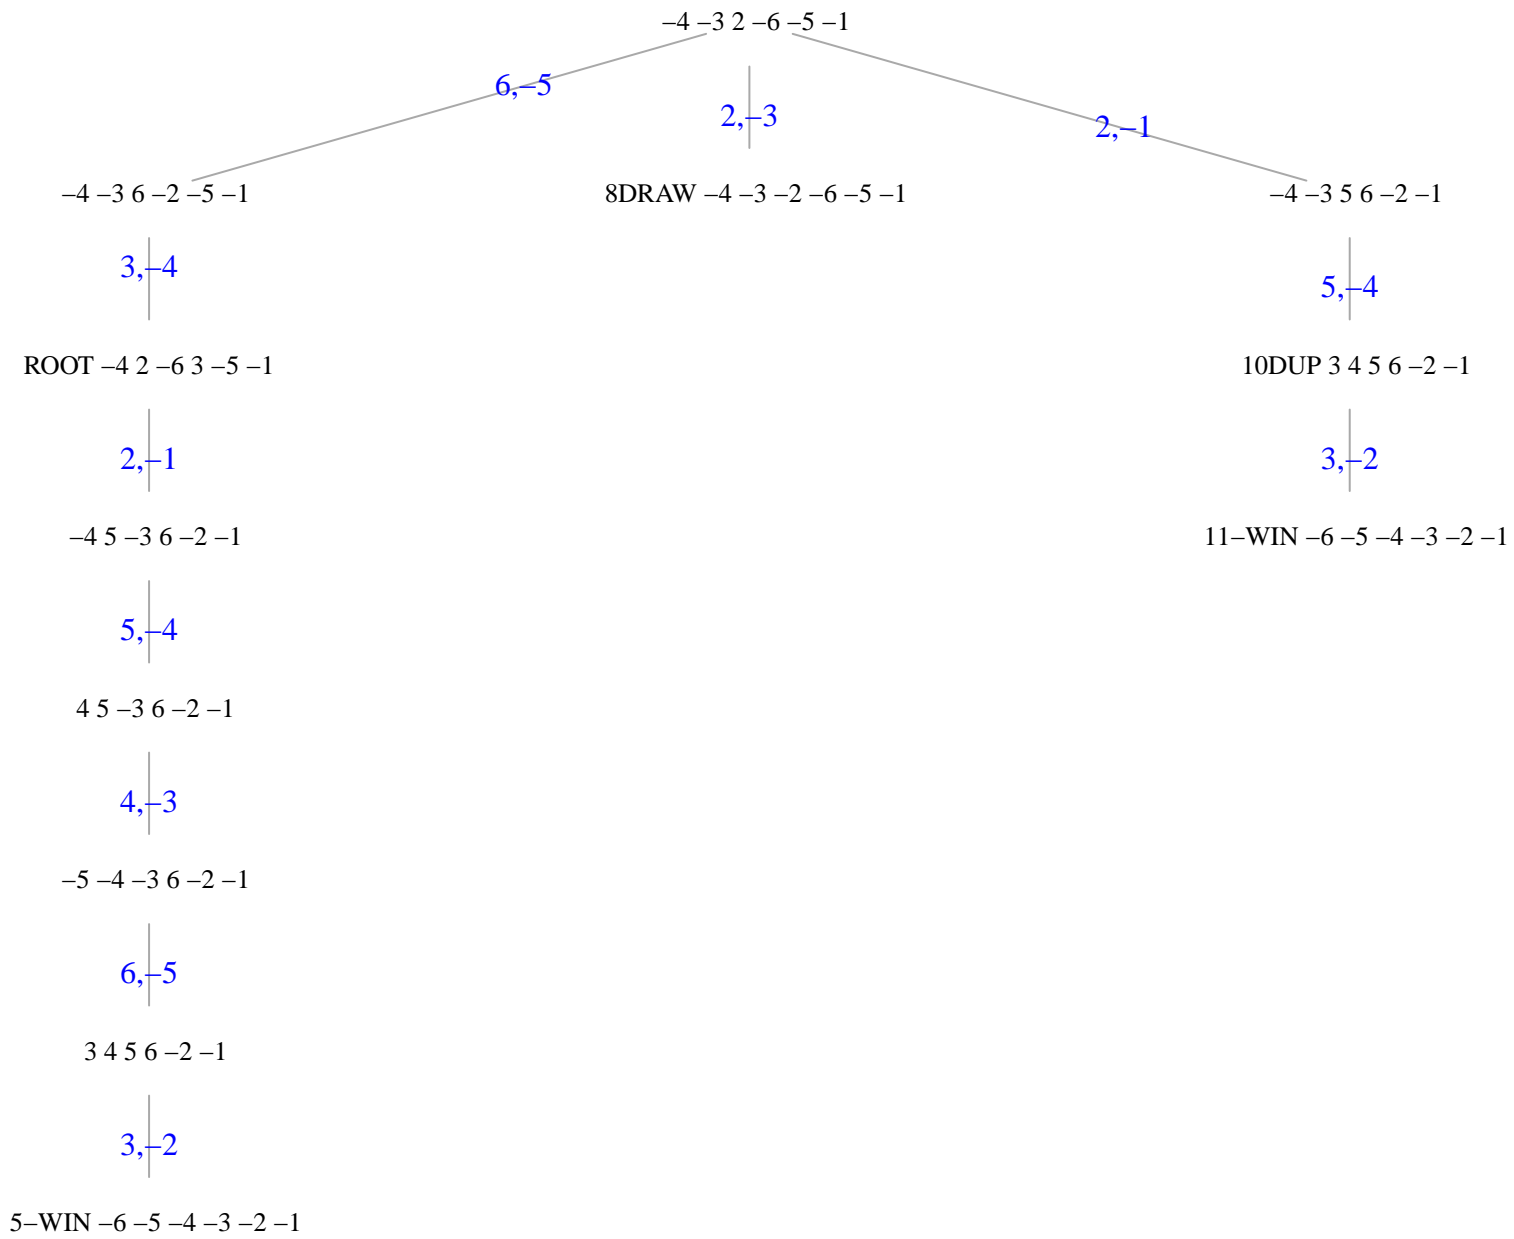 –4 –3 2 –6 –5 –1
6,–5
2,–3
2,–1
–4 –3 6 –2 –5 –1
8DRAW –4 –3 –2 –6 –5 –1
–4 –3 5 6 –2 –1
3,–4
5,–4
ROOT –4 2 –6 3 –5 –1
10DUP 3 4 5 6 –2 –1
2,–1
3,–2
–4 5 –3 6 –2 –1
11–WIN –6 –5 –4 –3 –2 –1
5,–4
4 5 –3 6 –2 –1
4,–3
–5 –4 –3 6 –2 –1
6,–5
3 4 5 6 –2 –1
3,–2
5–WIN –6 –5 –4 –3 –2 –1